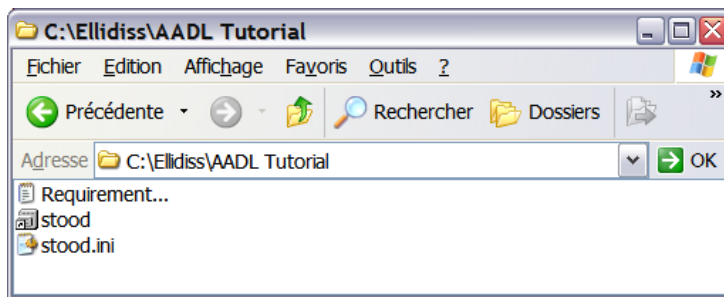 C:\Ellidiss\AADL Tutorial
Fichier Edition Affichage Favoris Outils ?
Précédente Rechercher Dossiers »
Adresse C:\Ellidiss\AADL Tutorial OK
Requirement...
stood
stood.ini